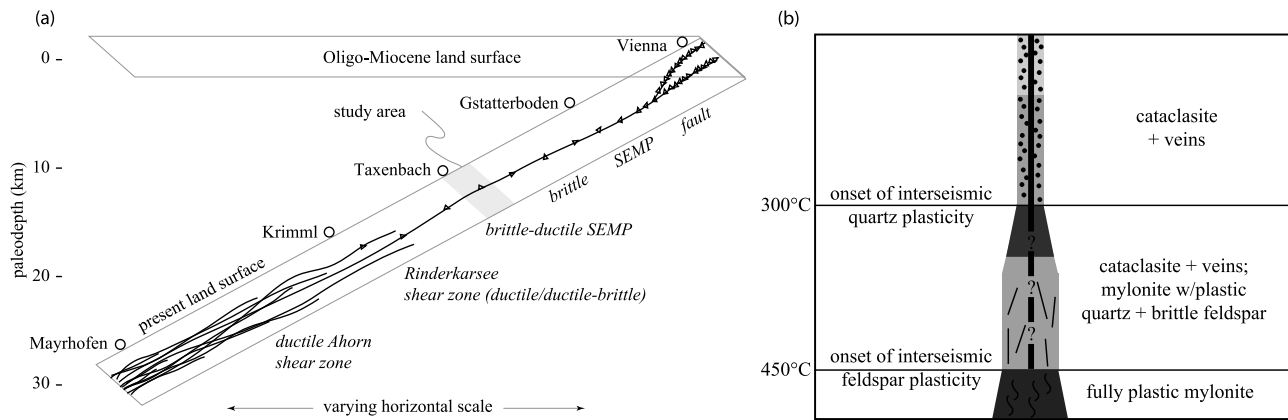 (a)
0 -
Oligo-Miocene land surface
Vienna
study area
Gstatterboden
fault
SEMP
brittle
10 -
Taxenbach
paleodepth (km)
Krimml
brittle-ductile SEMP
20 -
present land surface
Rinderkarsee
shear zone (ductile/ductile-brittle)
Mayrhofen
ductile Ahorn
shear zone
30 -
varying horizontal scale
(b)
cataclasite
+ veins
300°C
onset of interseismic
quartz plasticity
?
?
?
cataclasite + veins;
mylonite w/plastic
quartz + brittle feldspar
onset of interseismic
feldspar plasticity
450°C
fully plastic mylonite